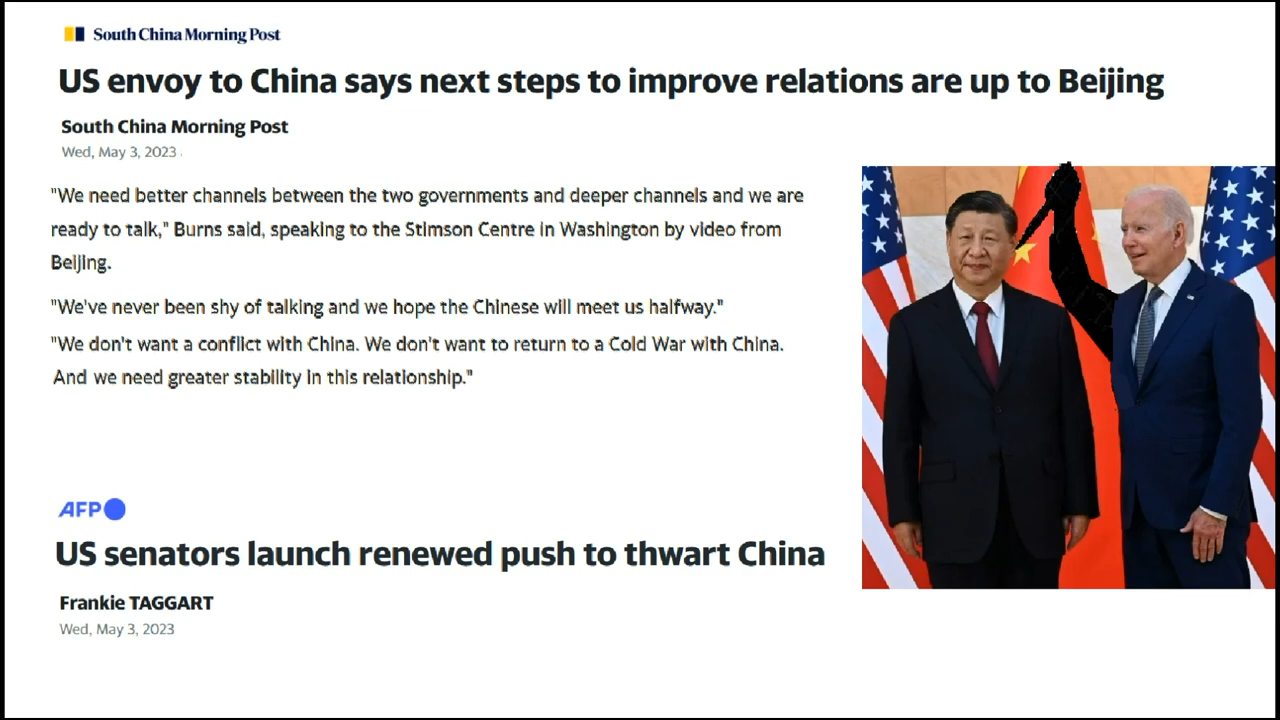 South China Morning Post
US envoy to China says next steps to improve relations are up to Beijing
South China Morning Post
Wed, May 3, 2023
"We need better channels between the two governments and deeper channels and we are
ready to talk," Burns said, speaking to the Stimson Centre in Washington by video from
Beijing.
"We've never been shy of talking and we hope the Chinese will meet us halfway."
"We don't want a conflict with China. We don't want to return to a Cold War with China.
And we need greater stability in this relationship."
AFP
US senators launch renewed push to thwart China
Frankie TAGGART
Wed, May 3, 2023